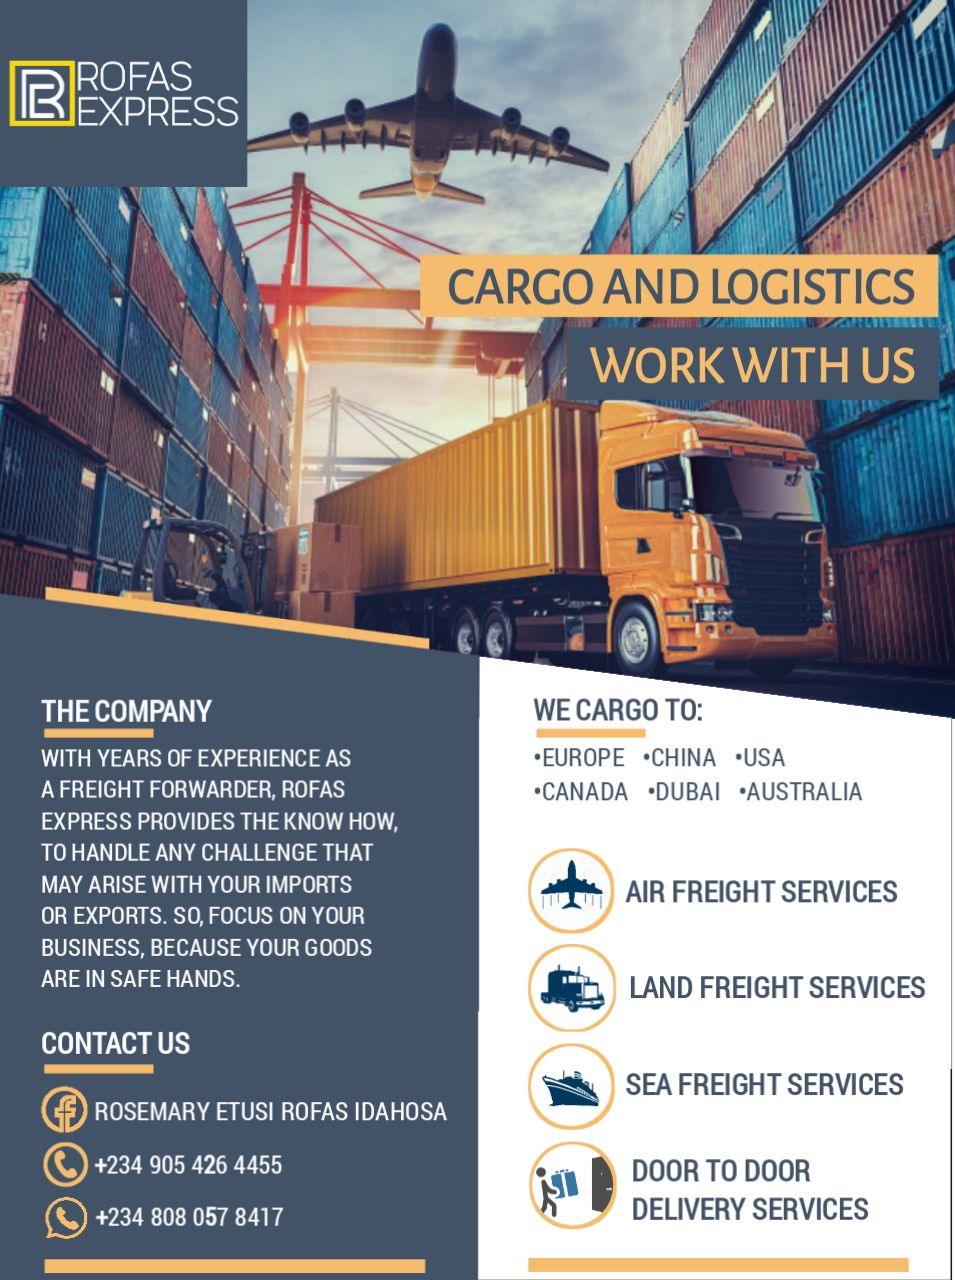 ROFAS
EXPRESS
CARGO AND LOGISTICS
WORK WITH US
THE COMPANY
WITH YEARS OF EXPERIENCE AS
A FREIGHT FORWARDER, ROFAS
EXPRESS PROVIDES THE KNOW HOW,
TO HANDLE ANY CHALLENGE THAT
MAY ARISE WITH YOUR IMPORTS
OR EXPORTS. SO, FOCUS ON YOUR
BUSINESS, BECAUSE YOUR GOODS
ARE IN SAFE HANDS.
CONTACT US
ROSEMARY ETUSI ROFAS IDAHOSA
+234 905 426 4455
+234 808 057 8417
WE CARGO TO:
•EUROPE •CHINA •USA
•CANADA •DUBAI •AUSTRALIA
AIR FREIGHT SERVICES
LAND FREIGHT SERVICES
SEA FREIGHT SERVICES
DOOR TO DOOR
DELIVERY SERVICES